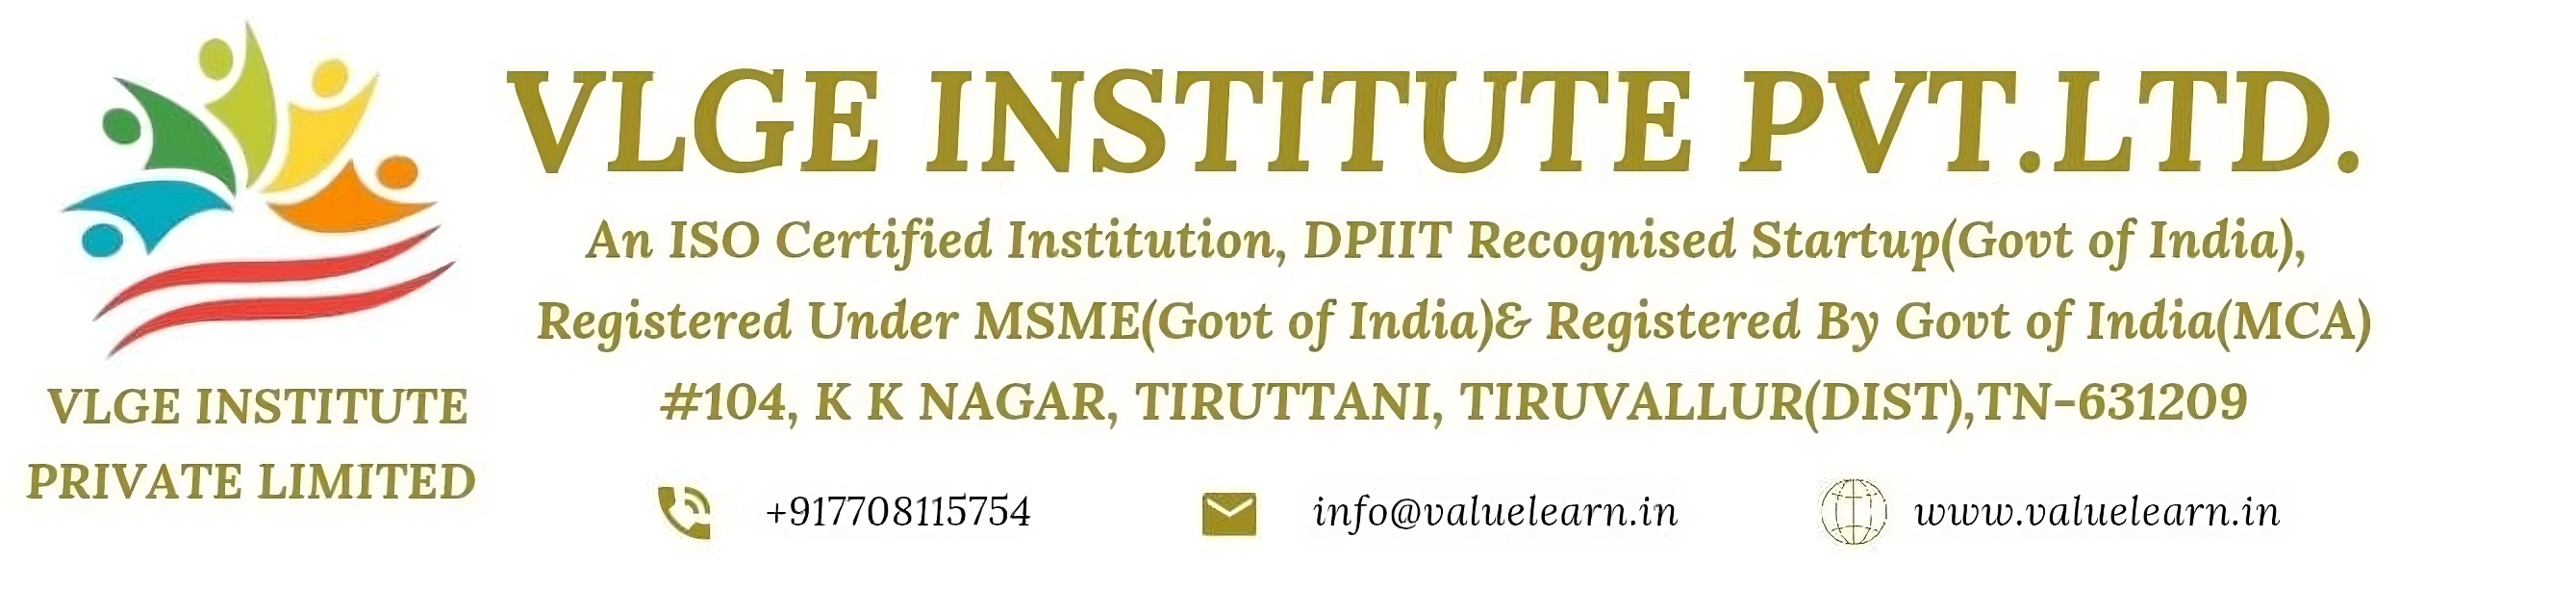 VLGE INSTITUTE PVT.LTD.
An ISO Certified Institution, DPIIT Recognised Startup(Govt of India),
Registered Under MSME(Govt of India)& Registered By Govt of India(MCA)
#104, K K NAGAR, TIRUTTANI, TIRUVALLUR(DIST),TN-631209
+917708115754 info@valuelearn.in www.valuelearn.in
VLGE INSTITUTE
PRIVATE LIMITED